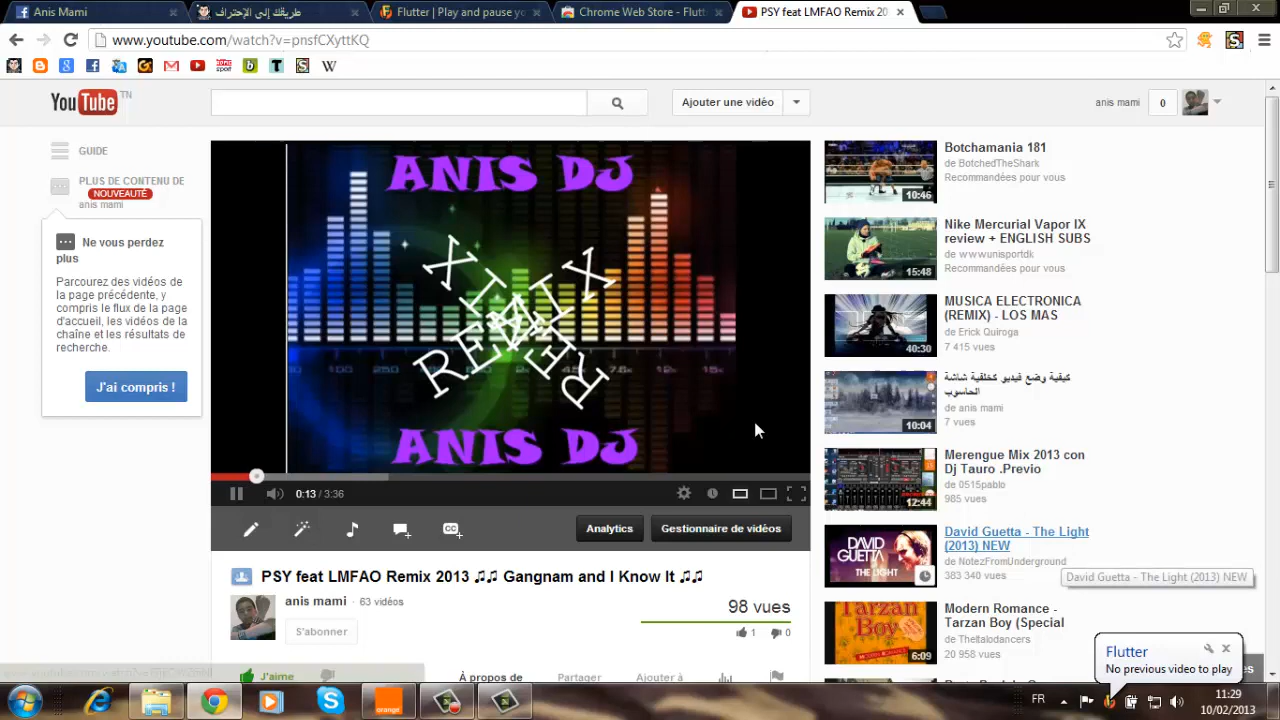 Anis Mami
طريقك إلى الإحتراف
Flutter | Play and pause yo
Chrome Web Store - Flutt
PSY feat LMFAO Remix 20
www.youtube.com/watch?v=pnsfCXyttKQ
YouTube TN
Ajouter une vidéo
anis mami
0
GUIDE
PLUS DE CONTENU DE
NOUVEAUTÉ
anis mami
Ne vous perdez
plus
Parcourez des vidéos de
la page précédente, y
compris le flux de la page
d'accueil, les vidéos de la
chaîne et les résultats de
recherche.
J'ai compris !
ANIS DJ
REMIX
ANIS DJ
0:13 / 3:36
Analytics
Gestionnaire de vidéos
PSY feat LMFAO Remix 2013 ♫♫ Gangnam and I Know It ♫♫
anis mami 63 vidéos
S'abonner
98 vues
1
0
J'aime
À propos de
Partager
Ajouter à
10:46
Botchamania 181
de BotchedTheShark
Recommandées pour vous
15:48
Nike Mercurial Vapor IX
review + ENGLISH SUBS
de wwwunisportdk
Recommandées pour vous
40:30
MUSICA ELECTRONICA
(REMIX) - LOS MAS
de Erick Quiroga
7 415 vues
10:04
كيفية وضع فيديو كخلفية شاشة
الحاسوب
de anis mami
7 vues
12:44
Merengue Mix 2013 con
Dj Tauro .Previo
de 0515pablo
985 vues
DAVID
GUETTA
THE LIGHT
David Guetta - The Light
(2013) NEW
de NotezFromUnderground
383 340 vues
David Guetta - The Light (2013) NEW
Tarzan
Boy
6:09
Modern Romance -
Tarzan Boy (Special
de TheItalodancers
20 958 vues
Flutter
No previous video to play
orange
FR
11:29
10/02/2013